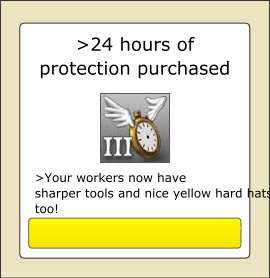 >24 hours of
protection purchased
III
>Your workers now have
sharper tools and nice yellow hard hats
too!